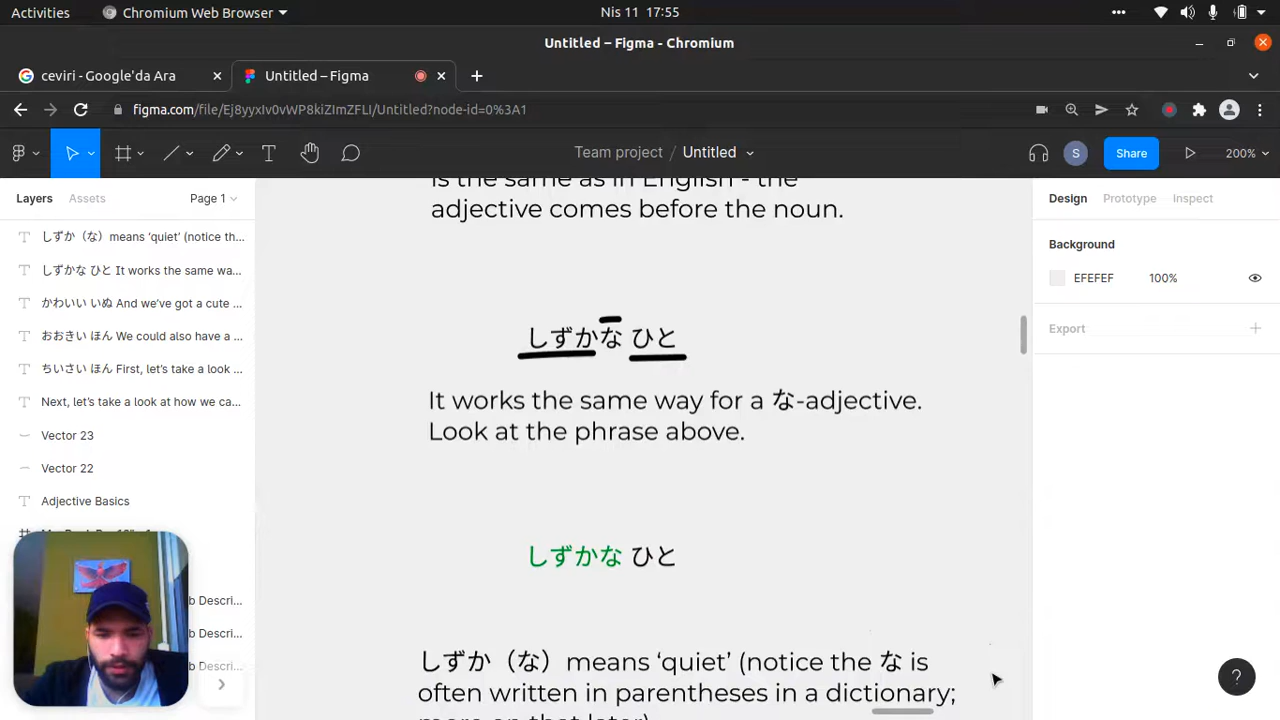 Activities
Chromium Web Browser
Nis 11 17:55
Untitled – Figma - Chromium
ceviri - Google'da Ara
Untitled – Figma
figma.com/file/Ej8yyxIv0vWP8kiZImZFLI/Untitled?node-id=0%3A1
Team project / Untitled
S
Share
200%
Layers
Assets
Page 1
しずか（な）means ‘quiet’ (notice th...
しずかな ひと It works the same wa...
かわいい いぬ And we’ve got a cute ...
おおきい ほん We could also have a ...
ちいさい ほん First, let’s take a look ...
Next, let’s take a look at how we ca...
Vector 23
Vector 22
Adjective Basics
b Descri...
b Descri...
b Descri...
is the same as in English - the
adjective comes before the noun.
しずかな ひと
It works the same way for a な-adjective.
Look at the phrase above.
しずかな ひと
しずか（な）means ‘quiet’ (notice the な is
often written in parentheses in a dictionary;
more on that later)
Design
Prototype
Inspect
Background
EFEFEF
100%
Export
?